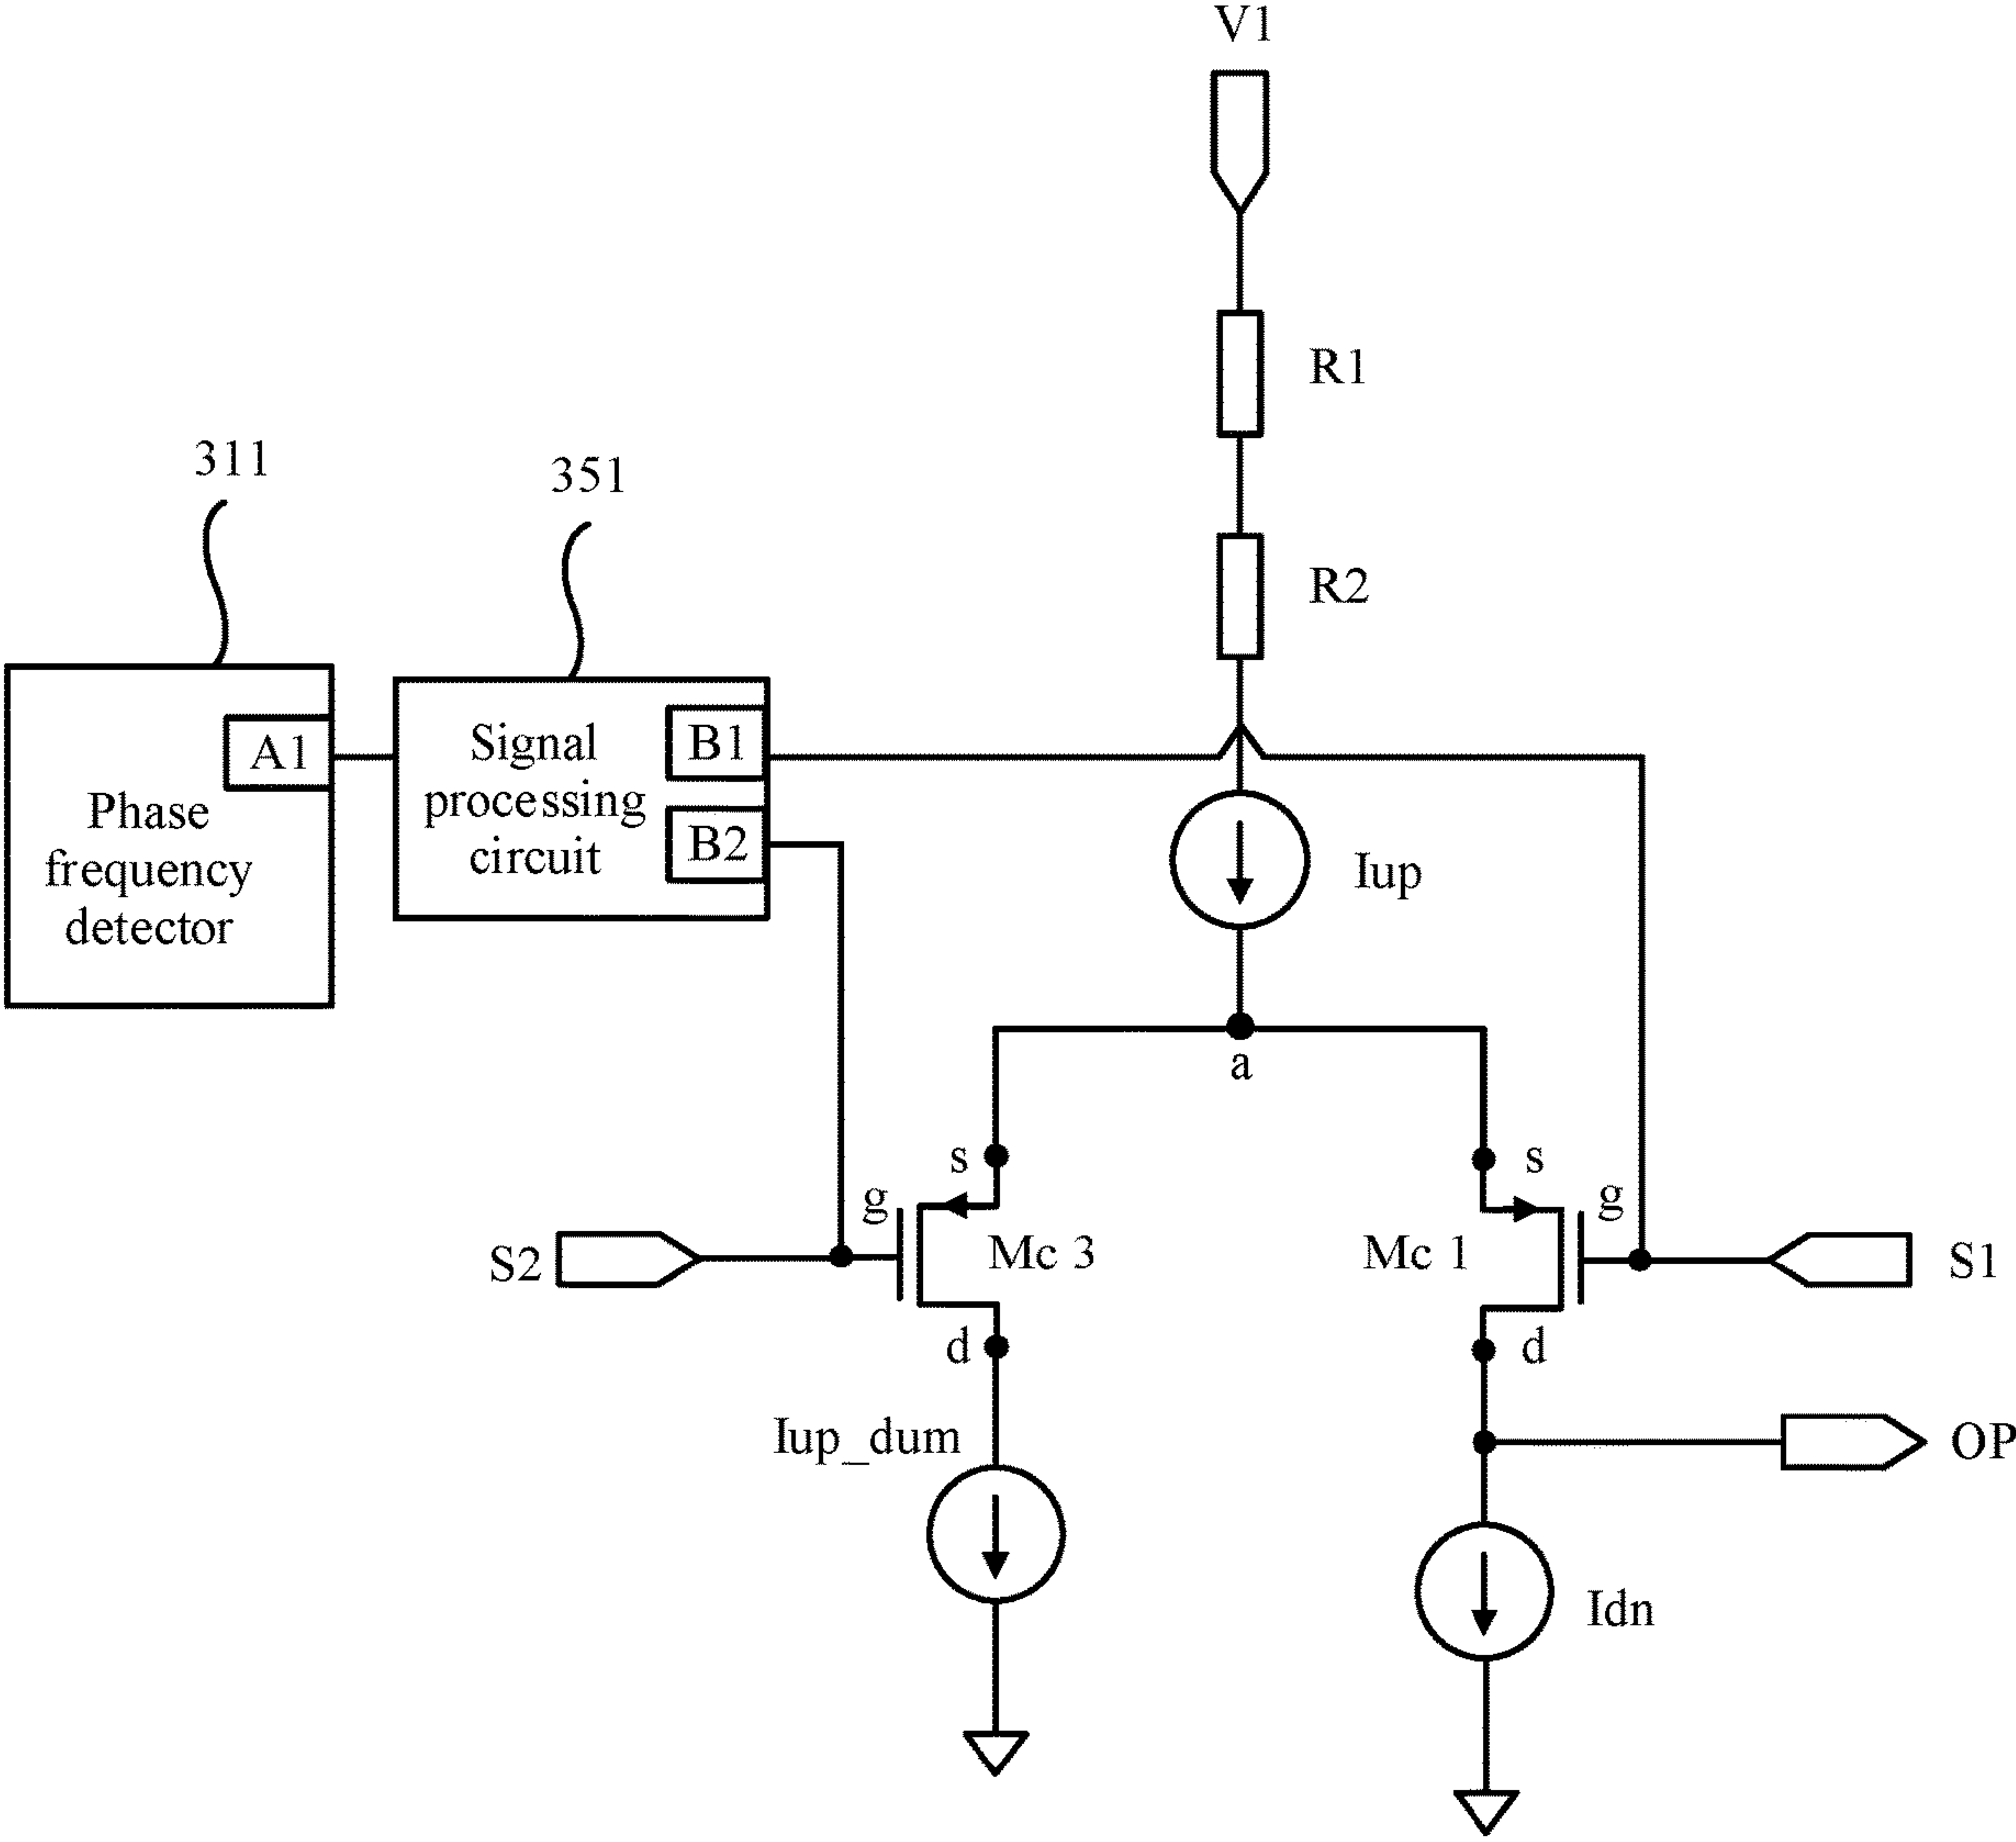 V1
R1
311
351
R2
A1
Phase
frequency
detector
Signal
processing
circuit
B1
B2
Iup
a
s
g
S2
Mc 3
d
s
g
Mc 1
S1
d
Iup_dum
OP
Idn